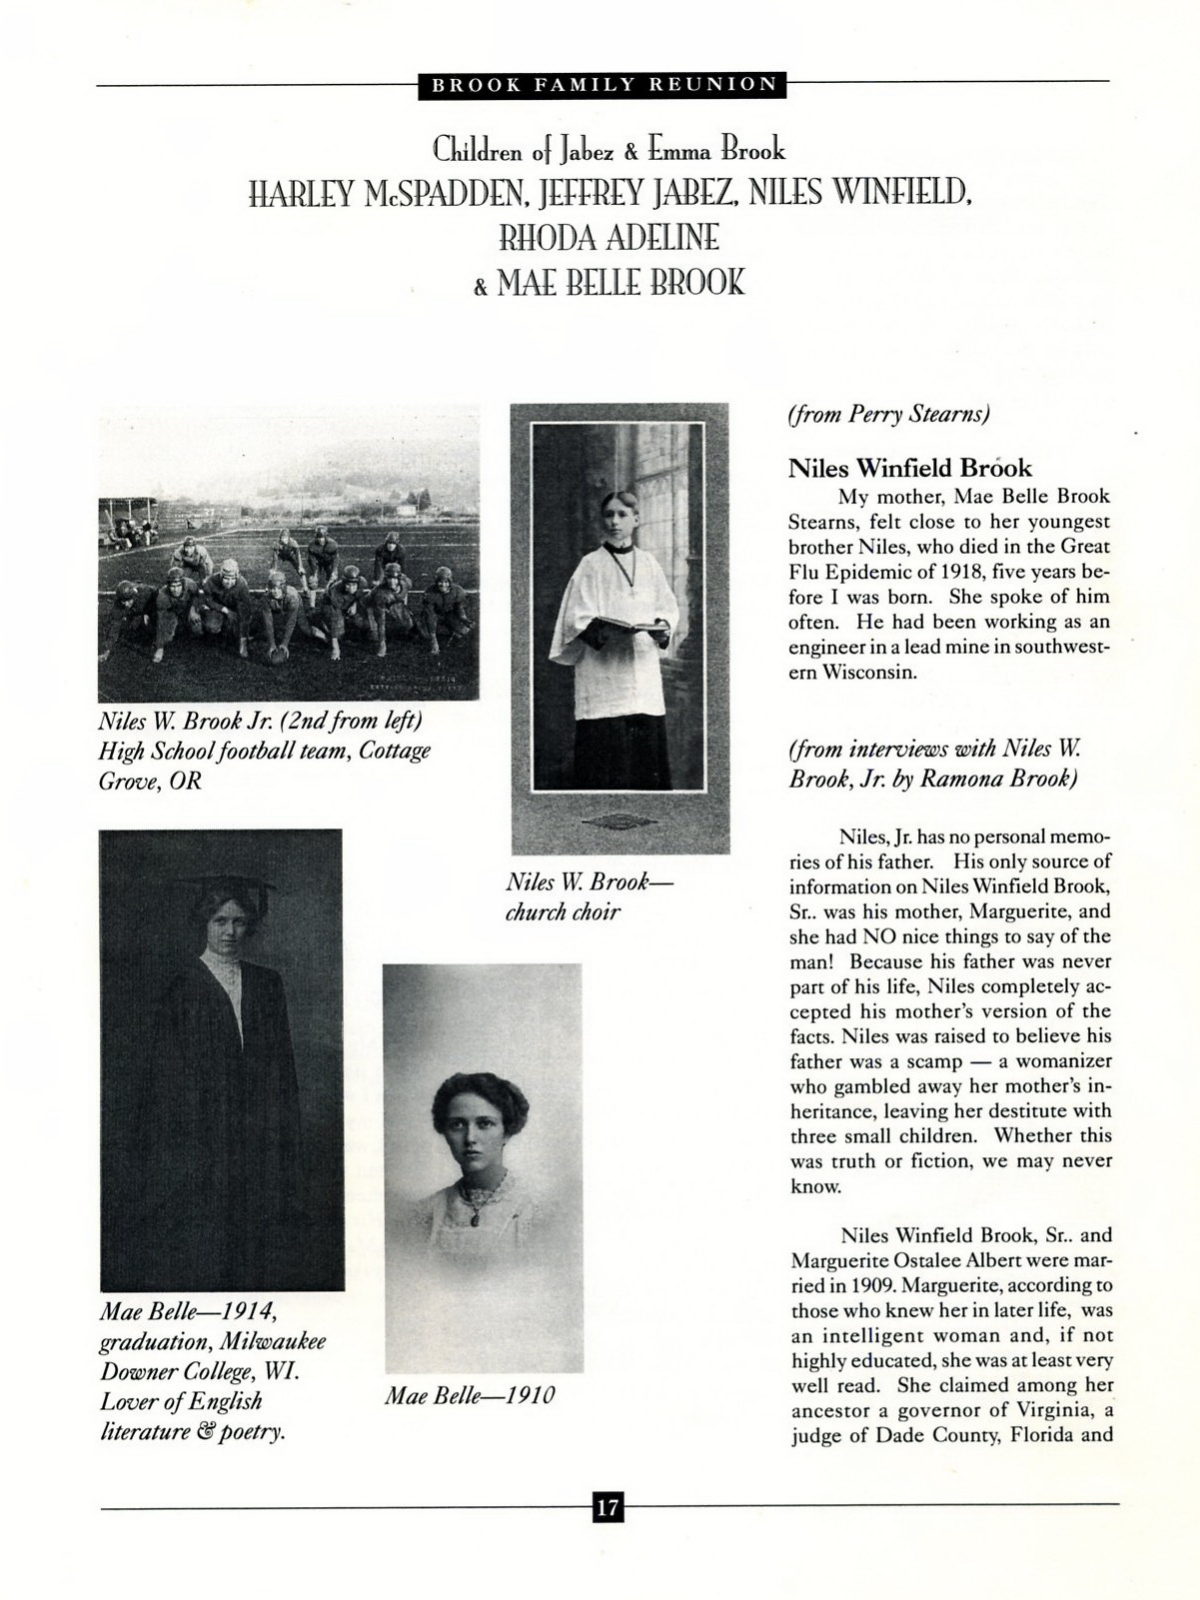 BROOK FAMILY REUNION
Children of Jabez & Emma Brook
HARLEY McSPADDEN, JEFFREY JABEZ, NILES WINFIELD,
RHODA ADELINE
& MAE BELLE BROOK
Niles W. Brook Jr. (2nd from left)
High School football team, Cottage
Grove, OR
Niles W. Brook—
church choir
Mae Belle—1914,
graduation, Milwaukee
Downer College, WI.
Lover of English
literature & poetry.
Mae Belle—1910
(from Perry Stearns)
Niles Winfield Brook
My mother, Mae Belle Brook
Stearns, felt close to her youngest
brother Niles, who died in the Great
Flu Epidemic of 1918, five years be-
fore I was born. She spoke of him
often. He had been working as an
engineer in a lead mine in southwest-
ern Wisconsin.
(from interviews with Niles W.
Brook, Jr. by Ramona Brook)
Niles, Jr. has no personal memo-
ries of his father. His only source of
information on Niles Winfield Brook,
Sr.. was his mother, Marguerite, and
she had NO nice things to say of the
man! Because his father was never
part of his life, Niles completely ac-
cepted his mother's version of the
facts. Niles was raised to believe his
father was a scamp — a womanizer
who gambled away her mother's in-
heritance, leaving her destitute with
three small children. Whether this
was truth or fiction, we may never
know.
Niles Winfield Brook, Sr.. and
Marguerite Ostalee Albert were mar-
ried in 1909. Marguerite, according to
those who knew her in later life, was
an intelligent woman and, if not
highly educated, she was at least very
well read. She claimed among her
ancestor a governor of Virginia, a
judge of Dade County, Florida and
17